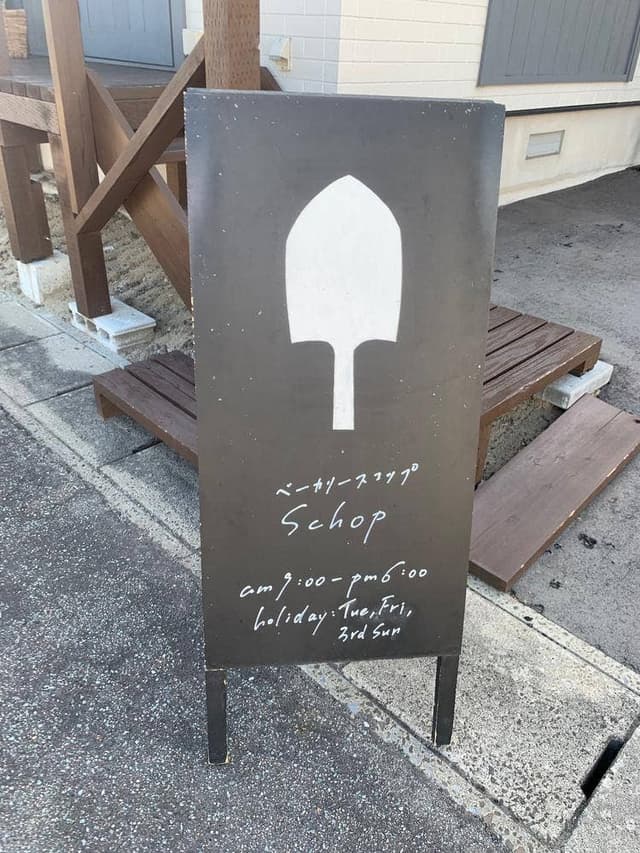 ベーカリースコップ
Schop
am 9:00 - pm 6:00
holiday: Tue, Fri,
3rd Sun